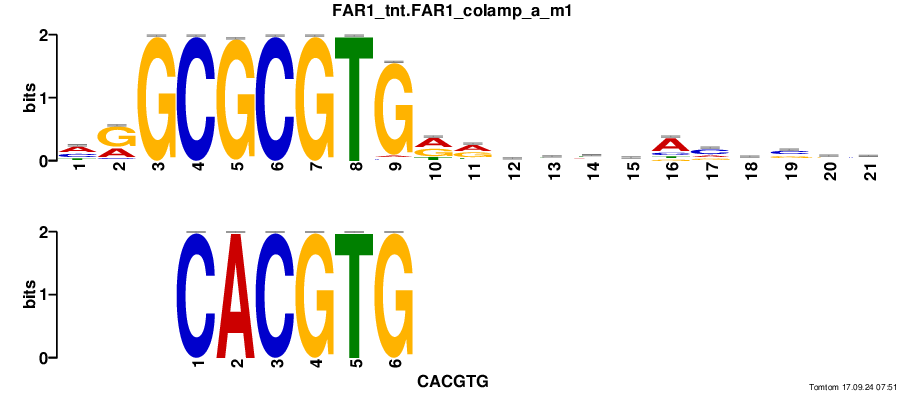 FAR1_tnt.FAR1_colamp_a_m1
2
1
0
bits
GCGCGTG
1 2 3 4 5 6 7 8 9 10 11 12 13 14 15 16 17 18 19 20 21
2
1
0
bits
CACGTG
1 2 3 4 5 6
CACGTG
Tomtom 17.09.24 07:51